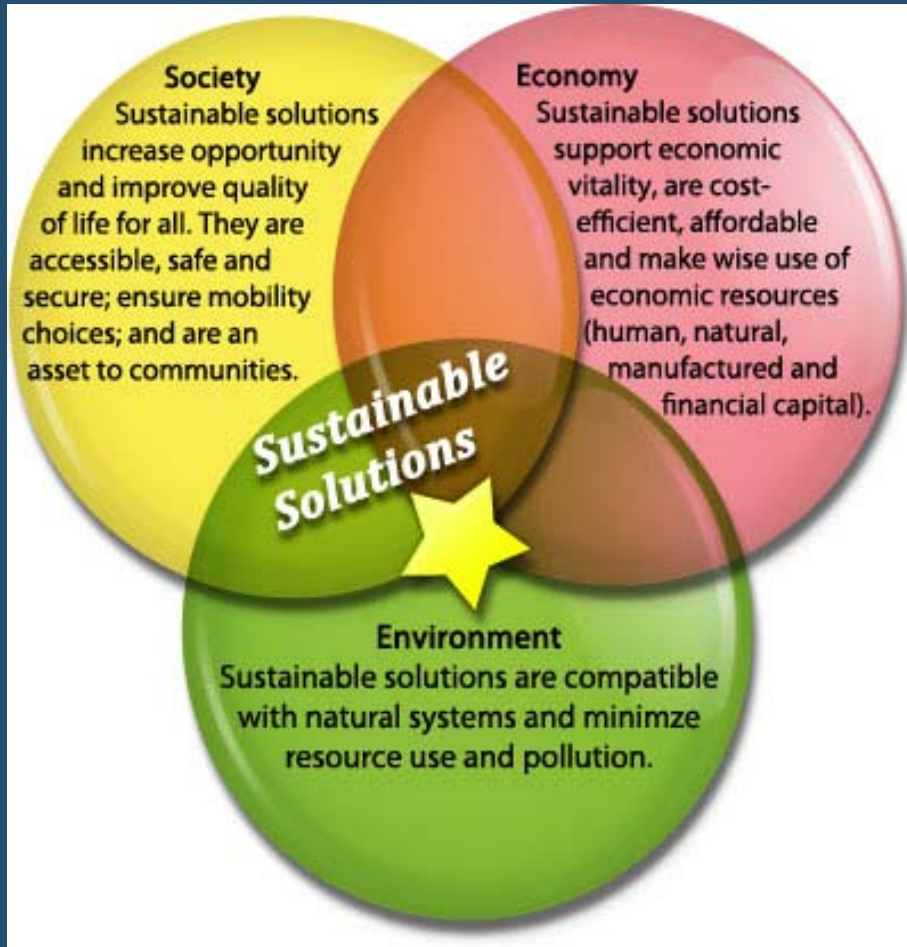 Society
Sustainable solutions
increase opportunity
and improve quality
of life for all. They are
accessible, safe and
secure; ensure mobility
choices; and are an
asset to communities.
Economy
Sustainable solutions
support economic
vitality, are cost-
efficient, affordable
and make wise use of
economic resources
(human, natural,
manufactured and
financial capital).
Sustainable
Solutions
Environment
Sustainable solutions are compatible
with natural systems and minimze
resource use and pollution.